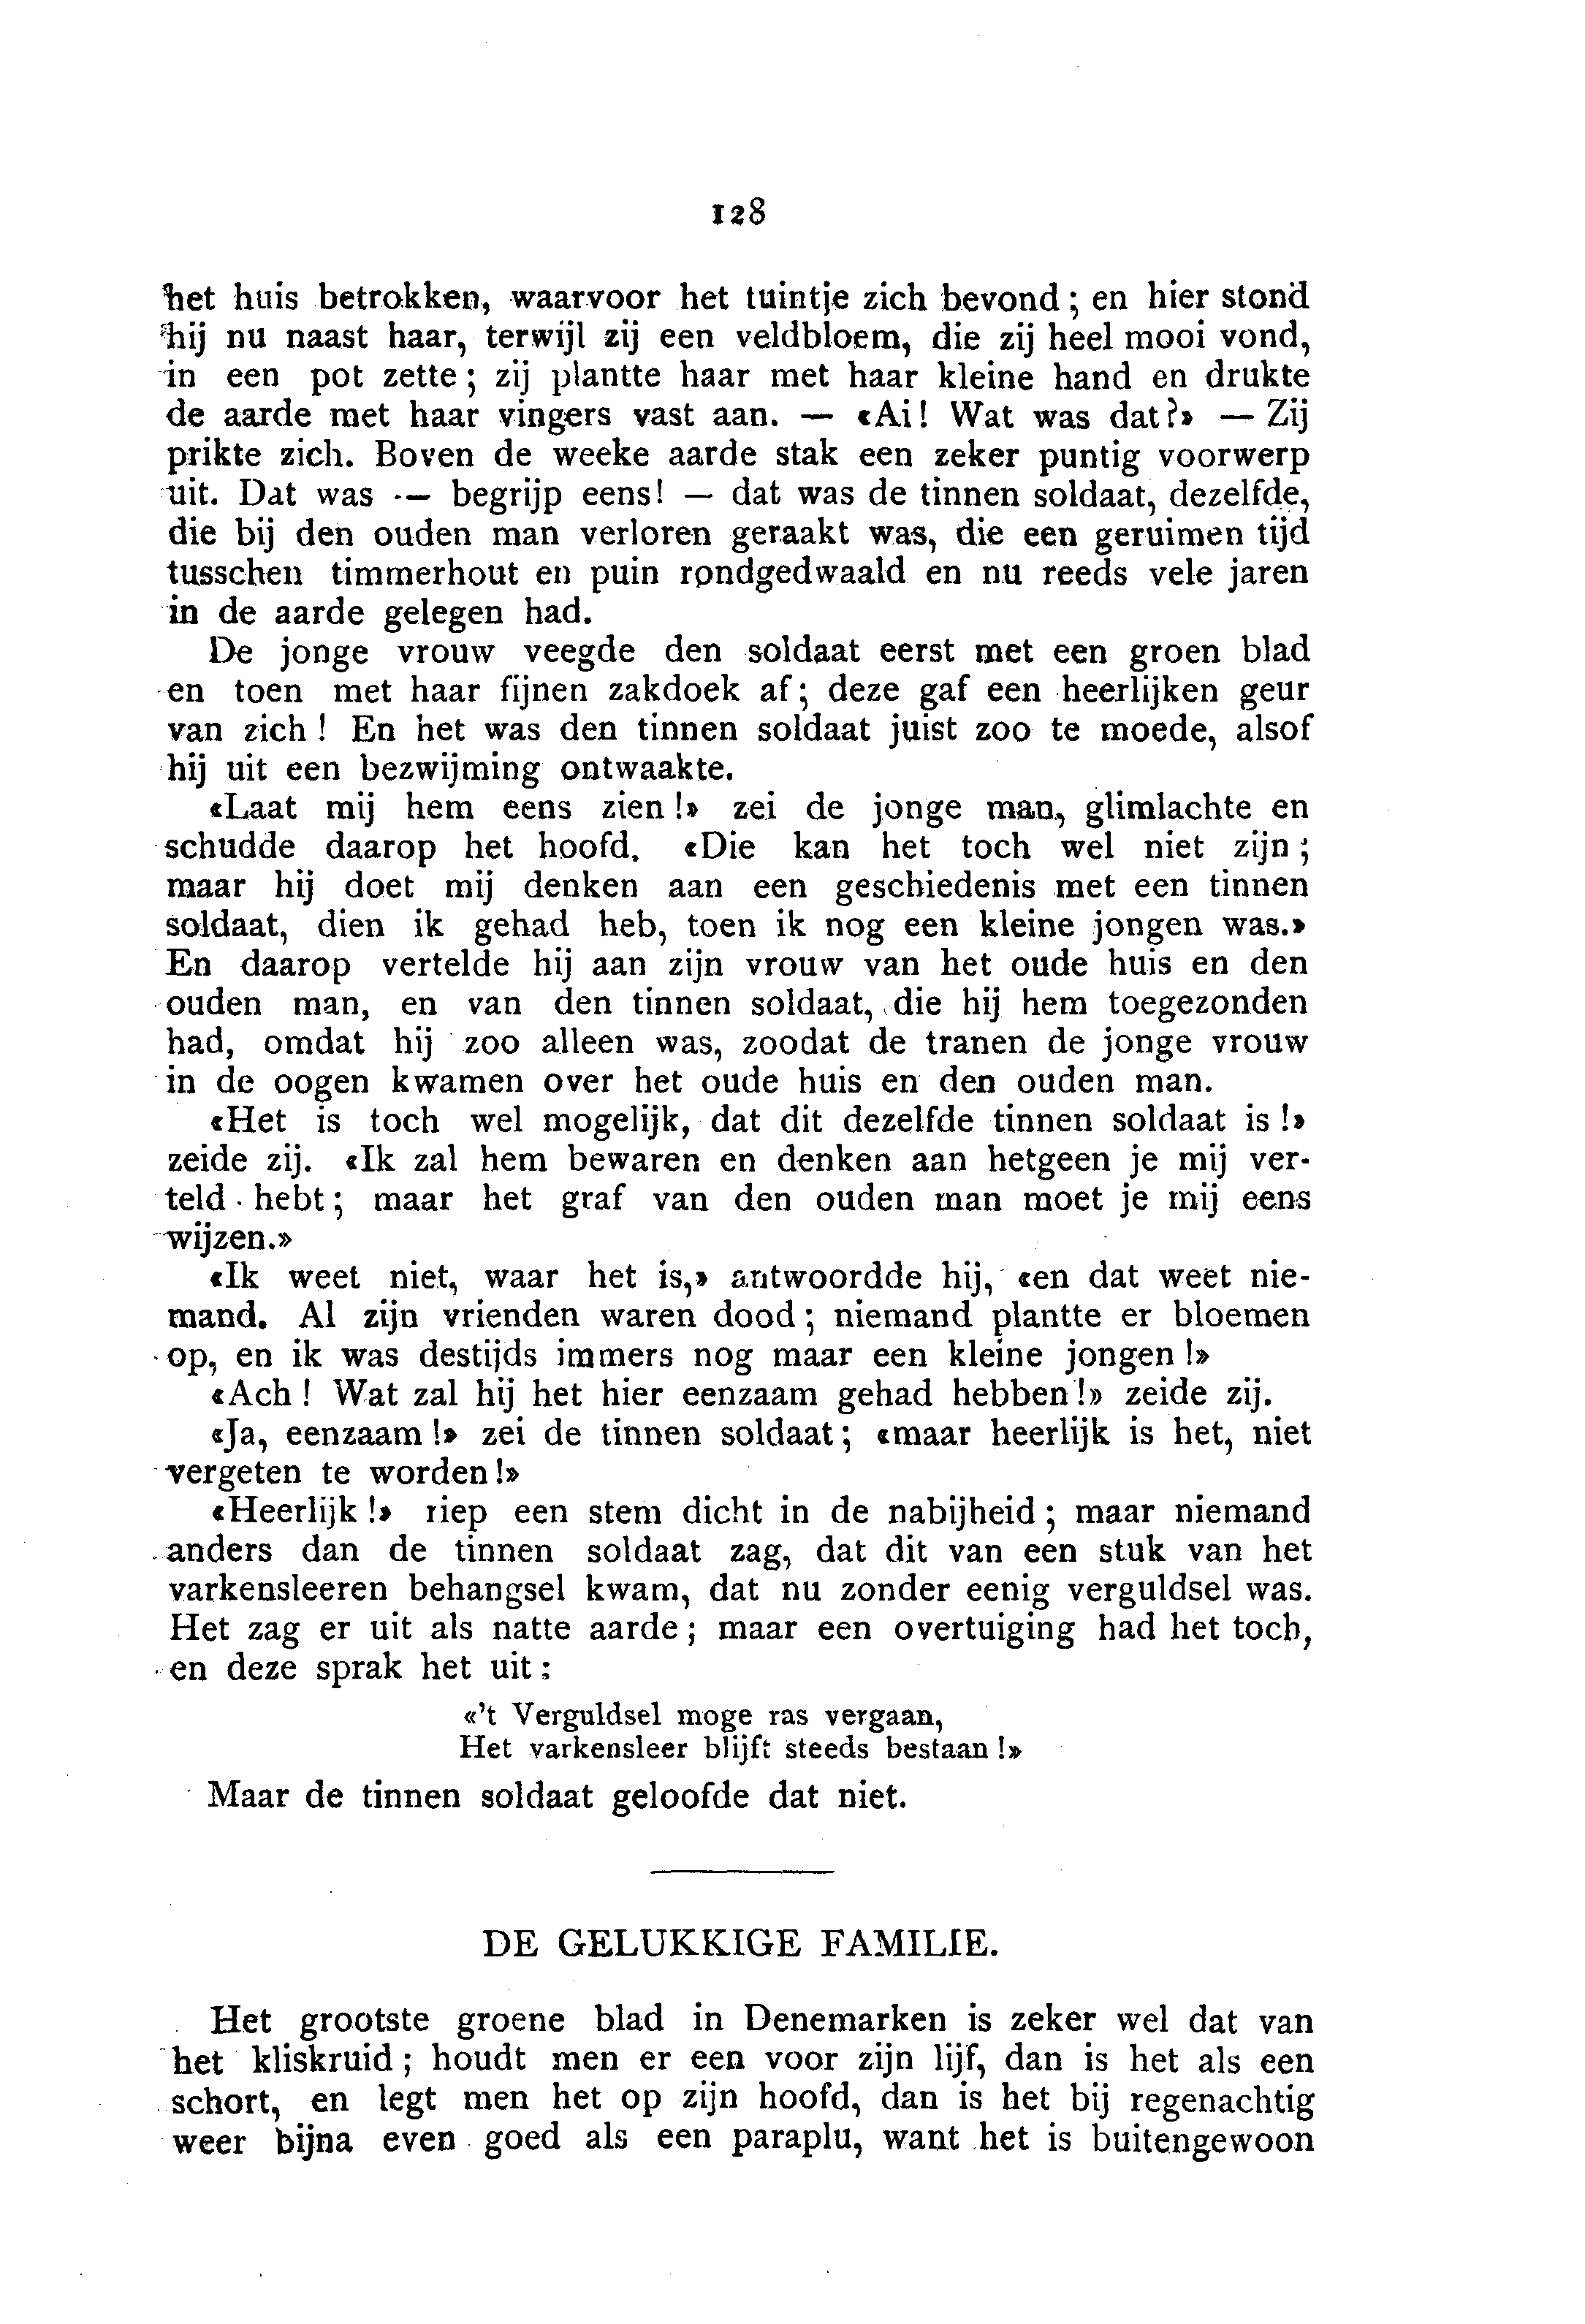 128
het huis betrokken, waarvoor het tuintje zich bevond; en hier stond
hij nu naast haar, terwijl zij een veldbloem, die zij heel mooi vond,
in een pot zette; zij plantte haar met haar kleine hand en drukte
de aarde met haar vingers vast aan. — «Ai! Wat was dat?» — Zij
prikte zich. Boven de weeke aarde stak een zeker puntig voorwerp
uit. Dat was — begrijp eens! — dat was de tinnen soldaat, dezelfde,
die bij den ouden man verloren geraakt was, die een geruimen tijd
tusschen timmerhout en puin rondgedwaald en nu reeds vele jaren
in de aarde gelegen had.
De jonge vrouw veegde den soldaat eerst met een groen blad
en toen met haar fijnen zakdoek af; deze gaf een heerlijken geur
van zich! En het was den tinnen soldaat juist zoo te moede, alsof
hij uit een bezwijming ontwaakte.
«Laat mij hem eens zien!» zei de jonge man, glimlachte en
schudde daarop het hoofd. «Die kan het toch wel niet zijn;
maar hij doet mij denken aan een geschiedenis met een tinnen
soldaat, dien ik gehad heb, toen ik nog een kleine jongen was.»
En daarop vertelde hij aan zijn vrouw van het oude huis en den
ouden man, en van den tinnen soldaat, die hij hem toegezonden
had, omdat hij zoo alleen was, zoodat de tranen de jonge vrouw
in de oogen kwamen over het oude huis en den ouden man.
«Het is toch wel mogelijk, dat dit dezelfde tinnen soldaat is!»
zeide zij. «Ik zal hem bewaren en denken aan hetgeen je mij ver-
teld hebt; maar het graf van den ouden man moet je mij eens
wijzen.»
«Ik weet niet, waar het is,» antwoordde hij, «en dat weet nie-
mand. Al zijn vrienden waren dood; niemand plantte er bloemen
op, en ik was destijds immers nog maar een kleine jongen!»
«Ach! Wat zal hij het hier eenzaam gehad hebben!» zeide zij.
«Ja, eenzaam!» zei de tinnen soldaat; «maar heerlijk is het, niet
vergeten te worden!»
«Heerlijk!» riep een stem dicht in de nabijheid; maar niemand
anders dan de tinnen soldaat zag, dat dit van een stuk van het
varkensleeren behangsel kwam, dat nu zonder eenig verguldsel was.
Het zag er uit als natte aarde; maar een overtuiging had het toch,
en deze sprak het uit:
«'t Verguldsel moge ras vergaan,
Het varkensleer blijft steeds bestaan!»
Maar de tinnen soldaat geloofde dat niet.
DE GELUKKIGE FAMILIE.
Het grootste groene blad in Denemarken is zeker wel dat van
het kliskruid; houdt men er een voor zijn lijf, dan is het als een
schort, en legt men het op zijn hoofd, dan is het bij regenachtig
weer bijna even goed als een paraplu, want het is buitengewoon